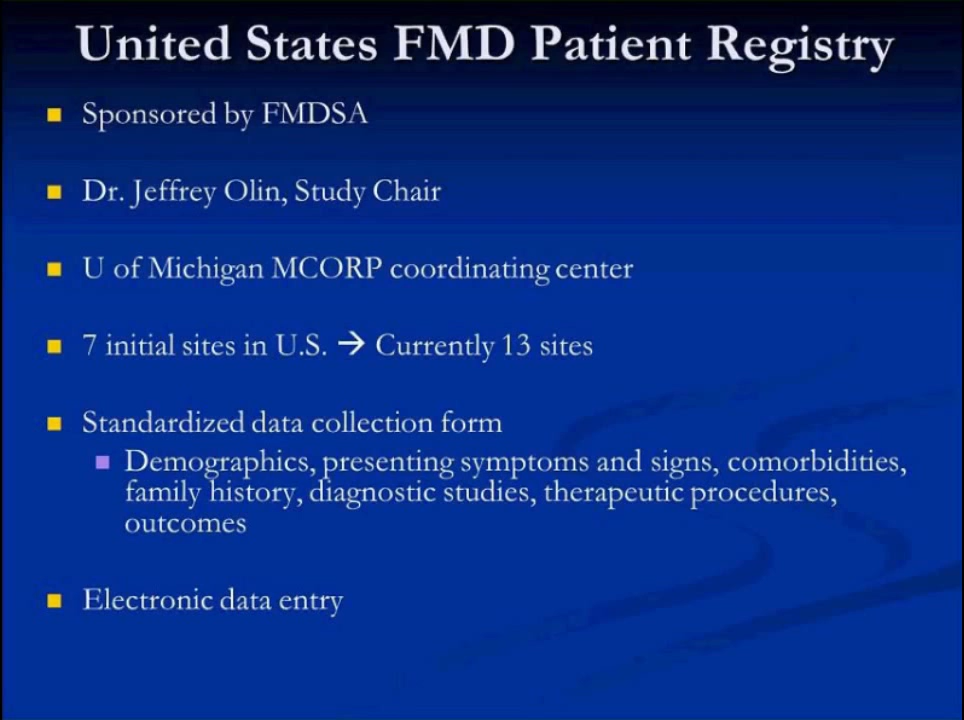 United States FMD Patient Registry
Sponsored by FMDSA
Dr. Jeffrey Olin, Study Chair
U of Michigan MCORP coordinating center
7 initial sites in U.S. → Currently 13 sites
Standardized data collection form
Demographics, presenting symptoms and signs, comorbidities,
family history, diagnostic studies, therapeutic procedures,
outcomes
Electronic data entry